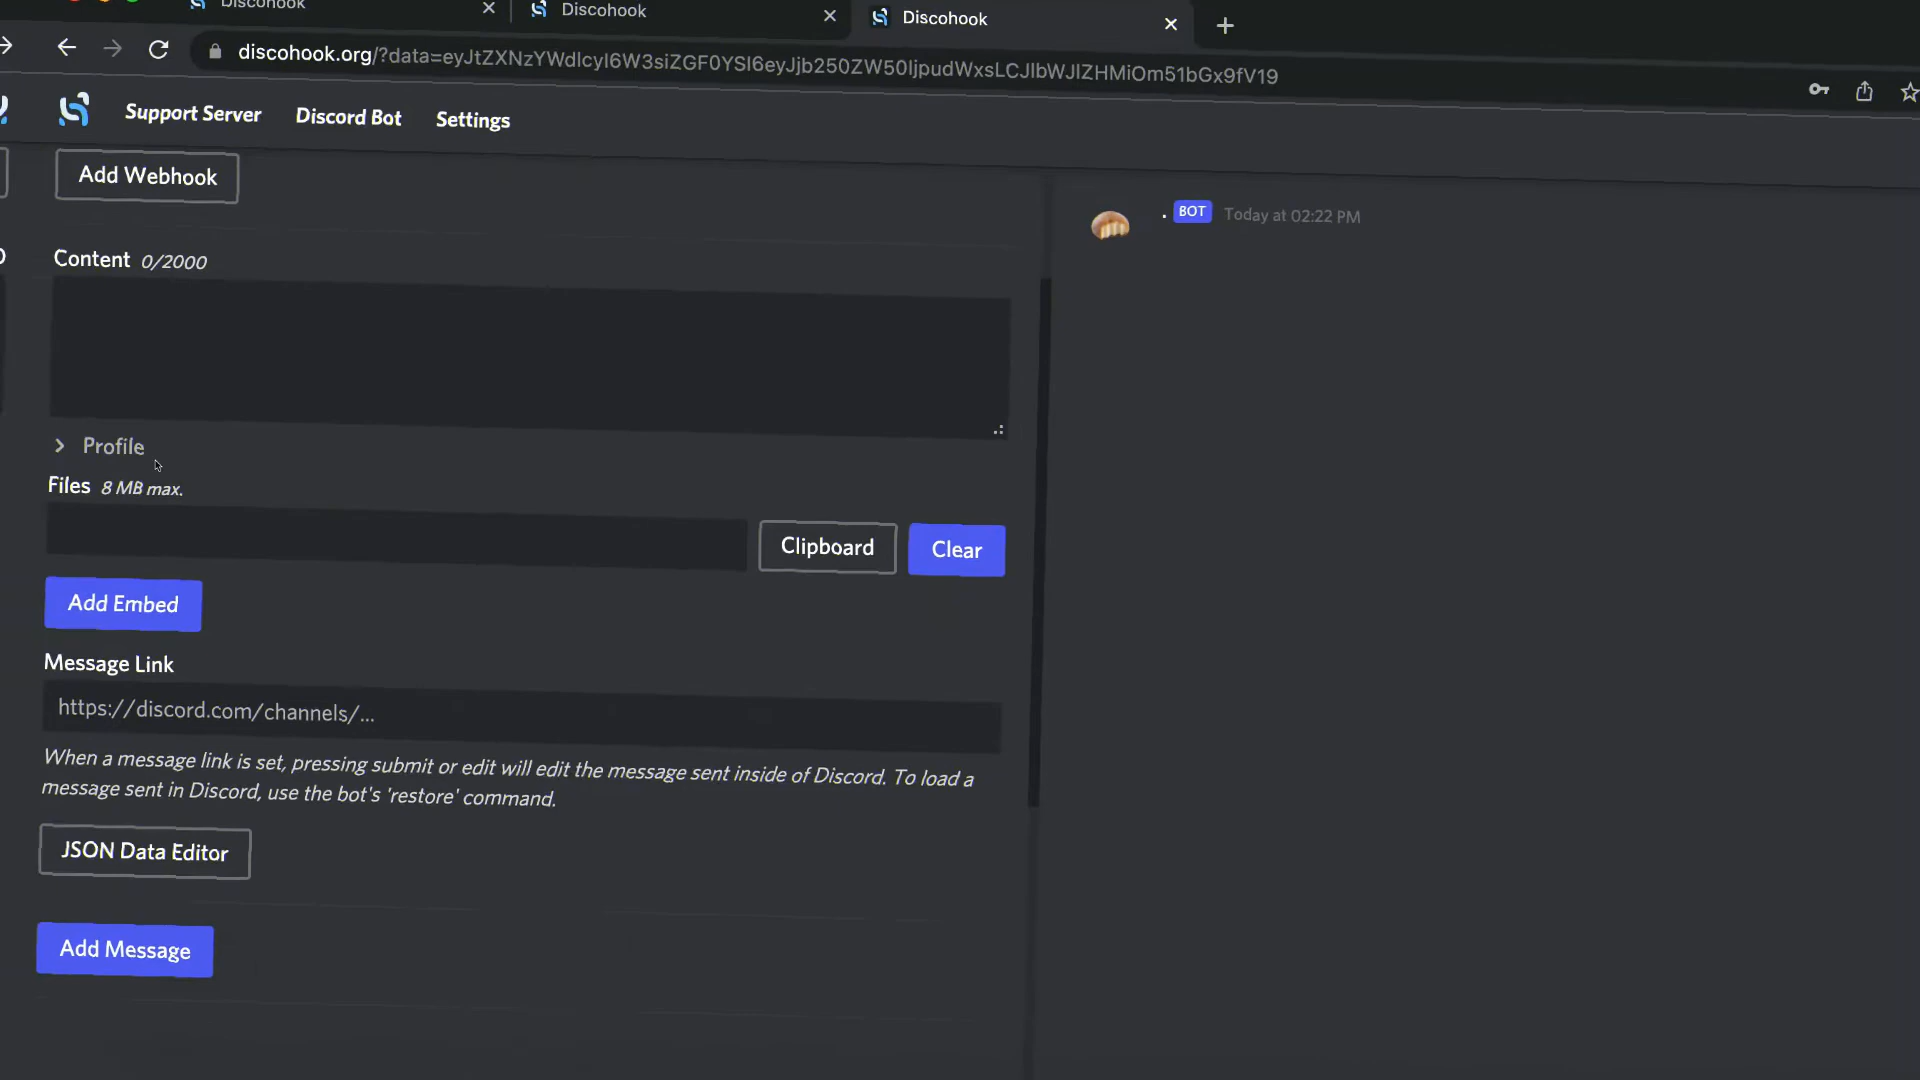 Discohook
Discohook
Discohook
discohook.org/?data=eyJtZXNzYWdlcyI6W3siZGF0YSI6eyJjb250ZW50IjpudWxsLCJlbWJlZHMiOm51bGx9fV19
Support Server Discord Bot Settings
Add Webhook
. BOT Today at 02:22 PM
Content 0/2000
Profile
Files 8 MB max.
Clipboard Clear
Add Embed
Message Link
https://discord.com/channels/...
When a message link is set, pressing submit or edit will edit the message sent inside of Discord. To load a
message sent in Discord, use the bot's 'restore' command.
JSON Data Editor
Add Message